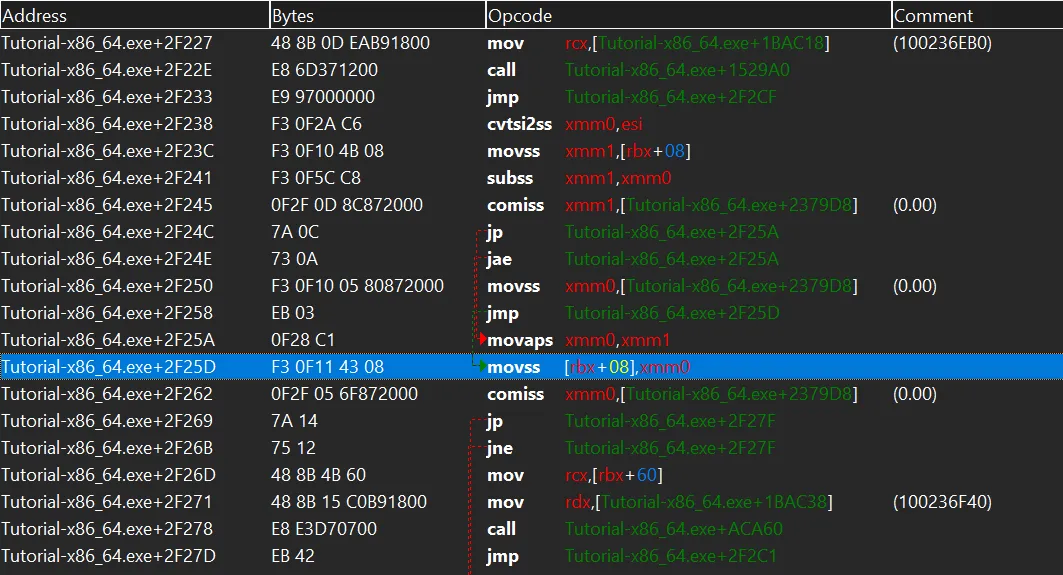 Address Bytes Opcode Comment
Tutorial-x86_64.exe+2F227 48 8B 0D EAB91800 mov rcx,[Tutorial-x86_64.exe+1BAC18] (100236EB0)
Tutorial-x86_64.exe+2F22E E8 6D371200 call Tutorial-x86_64.exe+1529A0
Tutorial-x86_64.exe+2F233 E9 97000000 jmp Tutorial-x86_64.exe+2F2CF
Tutorial-x86_64.exe+2F238 F3 0F2A C6 cvtsi2ss xmm0,esi
Tutorial-x86_64.exe+2F23C F3 0F10 4B 08 movss xmm1,[rbx+08]
Tutorial-x86_64.exe+2F241 F3 0F5C C8 subss xmm1,xmm0
Tutorial-x86_64.exe+2F245 0F2F 0D 8C872000 comiss xmm1,[Tutorial-x86_64.exe+2379D8] (0.00)
Tutorial-x86_64.exe+2F24C 7A 0C jp Tutorial-x86_64.exe+2F25A
Tutorial-x86_64.exe+2F24E 73 0A jae Tutorial-x86_64.exe+2F25A
Tutorial-x86_64.exe+2F250 F3 0F10 05 80872000 movss xmm0,[Tutorial-x86_64.exe+2379D8] (0.00)
Tutorial-x86_64.exe+2F258 EB 03 jmp Tutorial-x86_64.exe+2F25D
Tutorial-x86_64.exe+2F25A 0F28 C1 movaps xmm0,xmm1
Tutorial-x86_64.exe+2F25D F3 0F11 43 08 movss [rbx+08],xmm0
Tutorial-x86_64.exe+2F262 0F2F 05 6F872000 comiss xmm0,[Tutorial-x86_64.exe+2379D8] (0.00)
Tutorial-x86_64.exe+2F269 7A 14 jp Tutorial-x86_64.exe+2F27F
Tutorial-x86_64.exe+2F26B 75 12 jne Tutorial-x86_64.exe+2F27F
Tutorial-x86_64.exe+2F26D 48 8B 4B 60 mov rcx,[rbx+60]
Tutorial-x86_64.exe+2F271 48 8B 15 C0B91800 mov rdx,[Tutorial-x86_64.exe+1BAC38] (100236F40)
Tutorial-x86_64.exe+2F278 E8 E3D70700 call Tutorial-x86_64.exe+ACA60
Tutorial-x86_64.exe+2F27D EB 42 jmp Tutorial-x86_64.exe+2F2C1